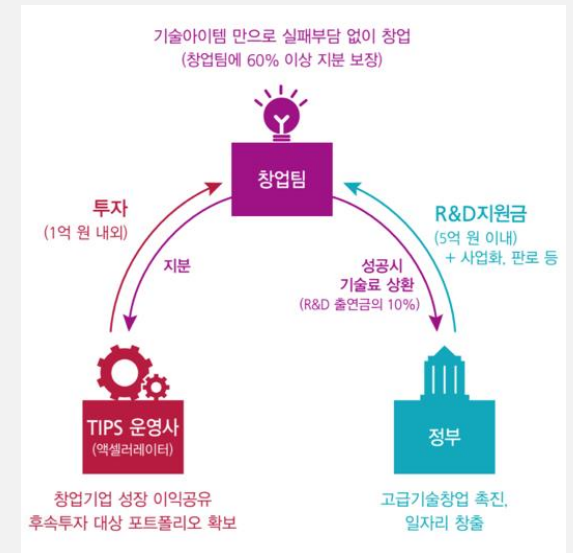 기술아이템 만으로 실패부담 없이 창업
(창업팀에 60% 이상 지분 보장)
창업팀
투자
(1억 원 내외)
지분
R&D지원금
(5억 원 이내)
+ 사업화, 판로 등
성공시
기술료 상환
(R&D 출연금의 10%)
TIPS 운영사
(액셀러레이터)
정부
창업기업 성장 이익공유
후속투자 대상 포트폴리오 확보
고급기술창업 촉진,
일자리 창출